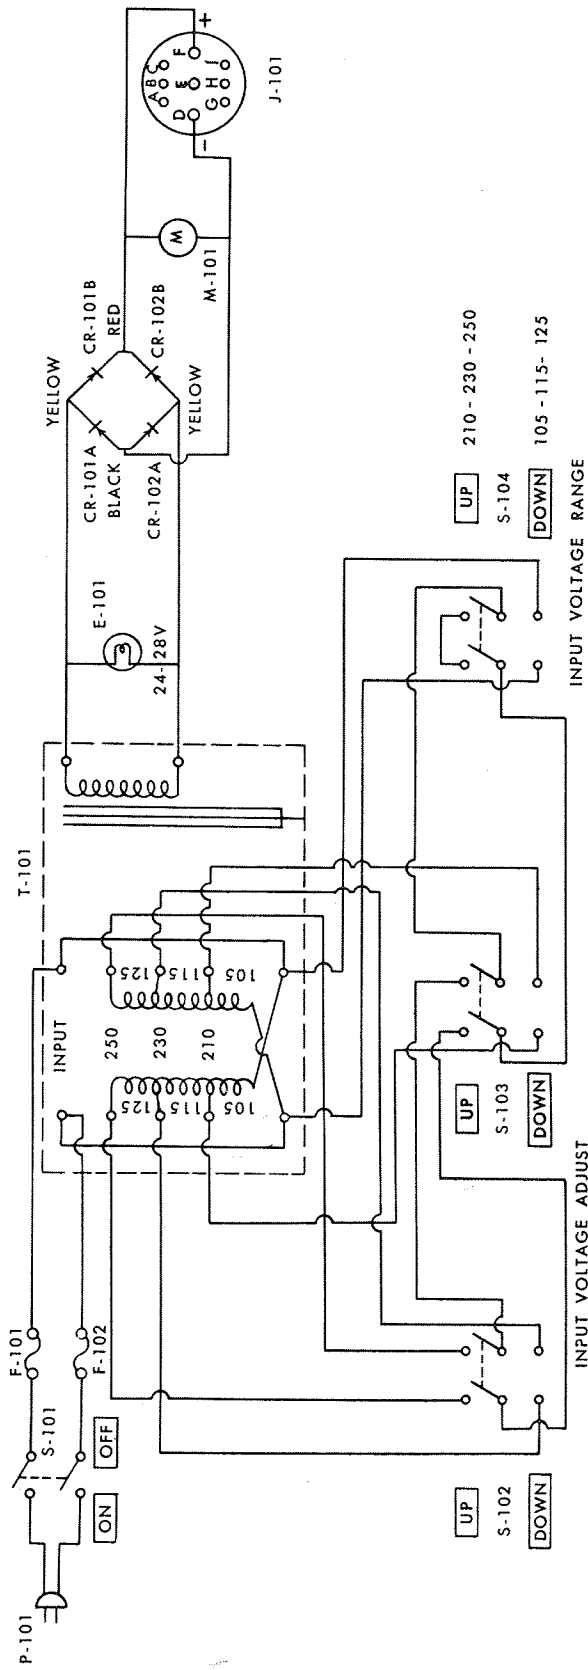 P-101
ON
OFF
S-101
F-101
F-102
INPUT
T-101
250
230
210
125
115
105
125
115
105
E-101
24-28V
YELLOW
CR-101A
CR-101B
BLACK
RED
CR-102A
CR-102B
YELLOW
M
M-101
A B C
D E F
G H J
+
-
J-101
UP
S-102
DOWN
UP
S-103
DOWN
INPUT VOLTAGE ADJUST
UP 210-230-250
S-104
DOWN 105-115-125
INPUT VOLTAGE RANGE